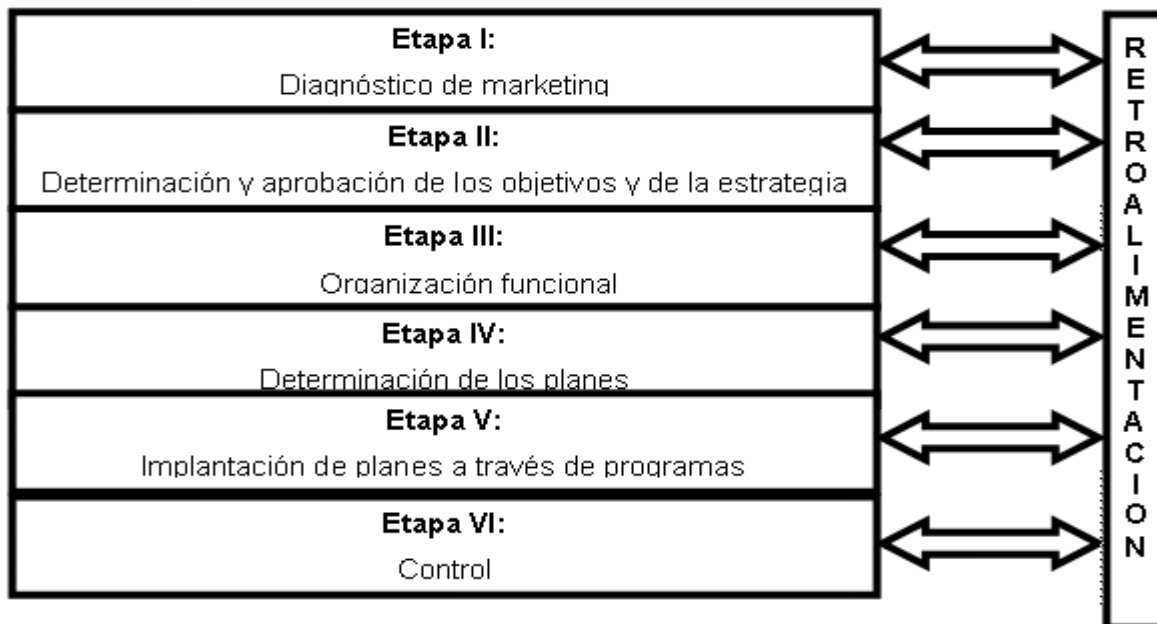 Etapa I:
Diagnóstico de marketing
Etapa II:
Determinación y aprobación de los objetivos y de la estrategia
Etapa III:
Organización funcional
Etapa IV:
Determinación de los planes
Etapa V:
Implantación de planes a través de programas
Etapa VI:
Control
RETROALIMENTACION